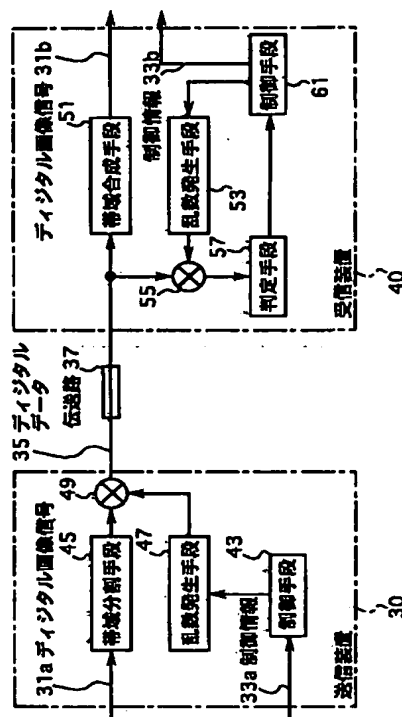 31a ディジタル画像信号
45
帯域分割手段
49
47
乱数発生手段
43
33a 制御情報
制御手段
送信装置
30
35 ディジタル
データ
伝送路 37
ディジタル画像信号 31b
51
帯域合成手段
制御情報
33b
乱数発生手段
53
55
57
判定手段
制御手段
61
受信装置
40